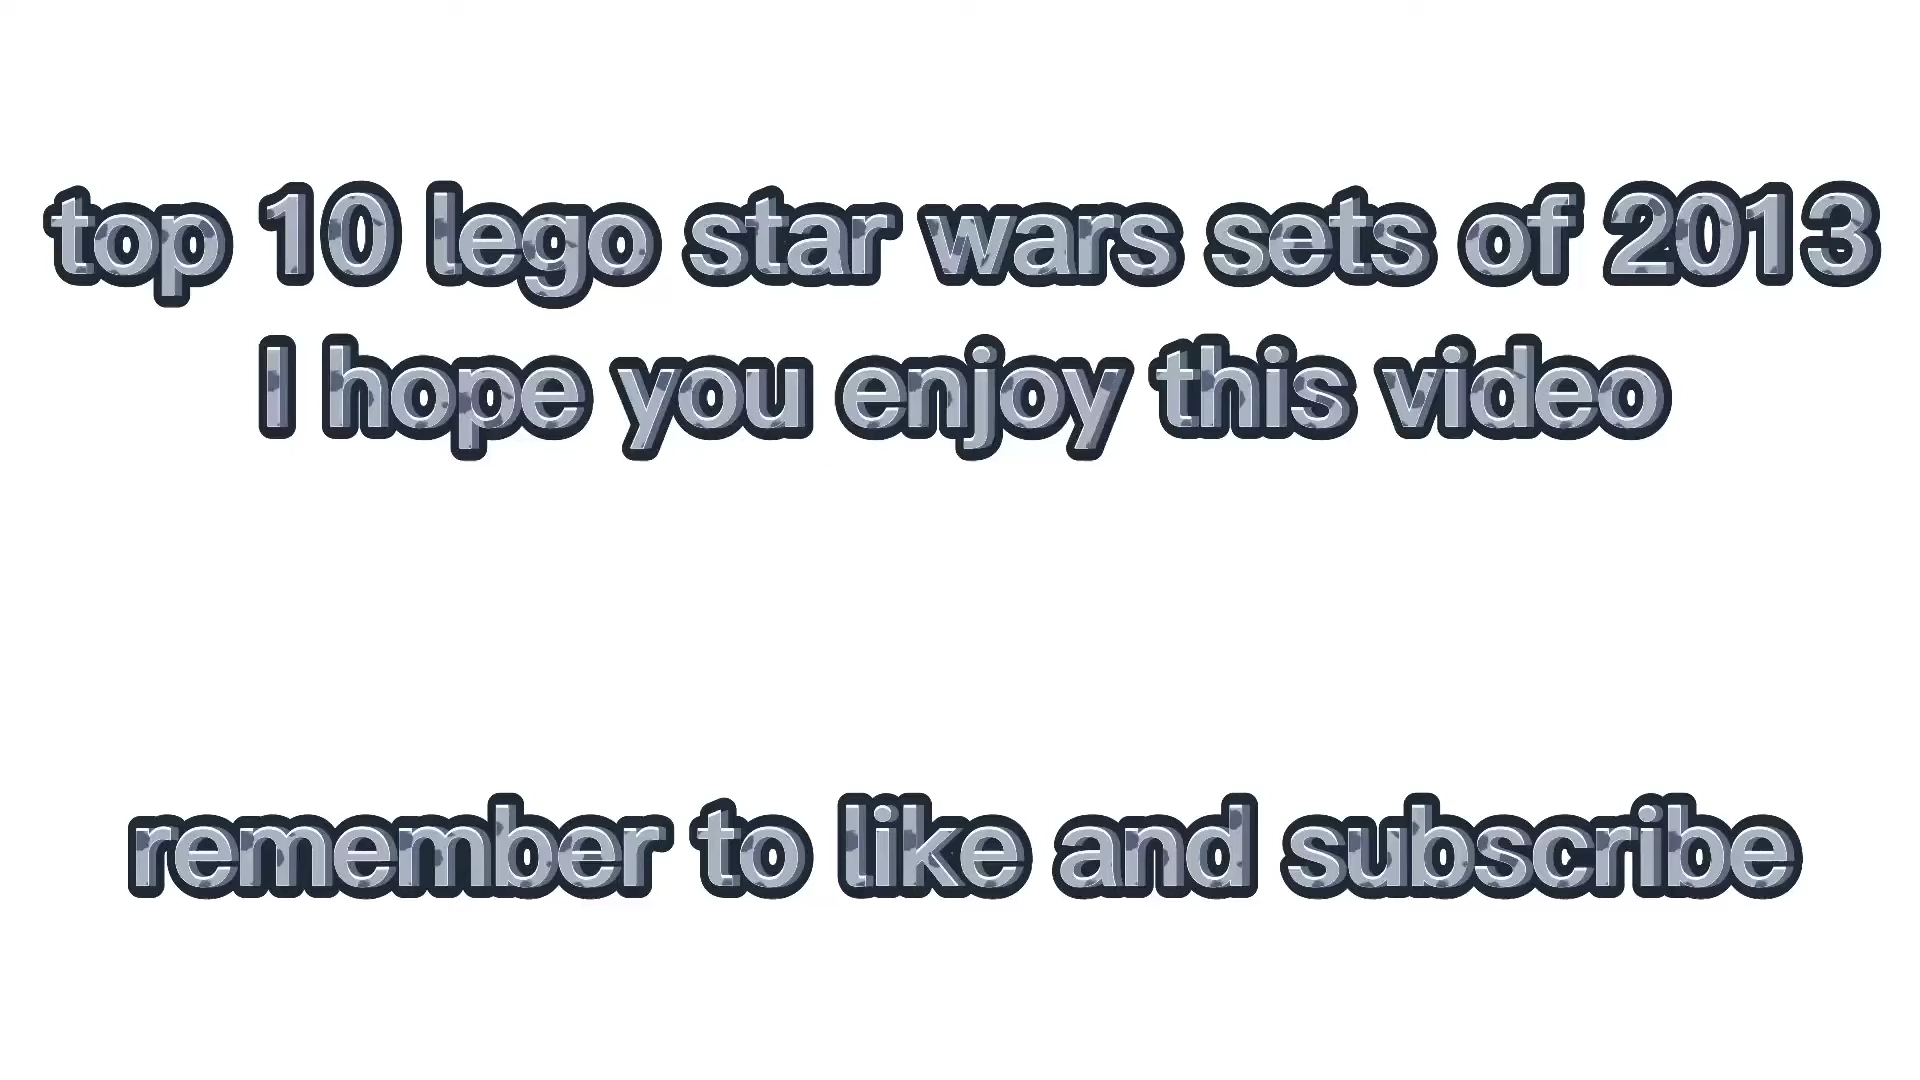 top 10 lego star wars sets of 2013
I hope you enjoy this video
remember to like and subscribe